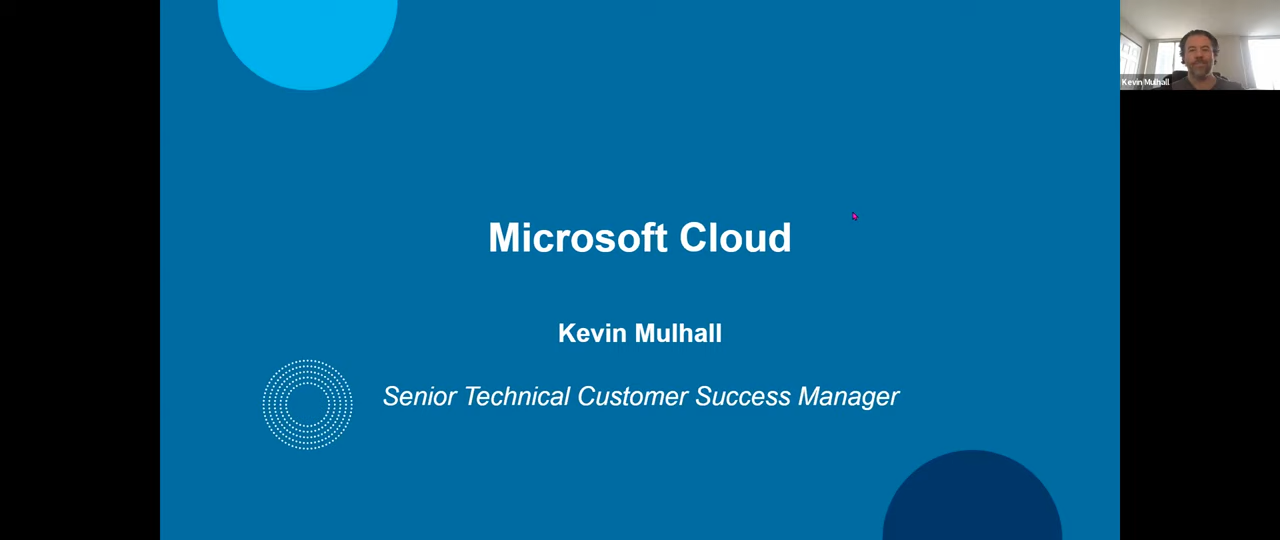 Microsoft Cloud
Kevin Mulhall
Senior Technical Customer Success Manager
Kevin Mulhall